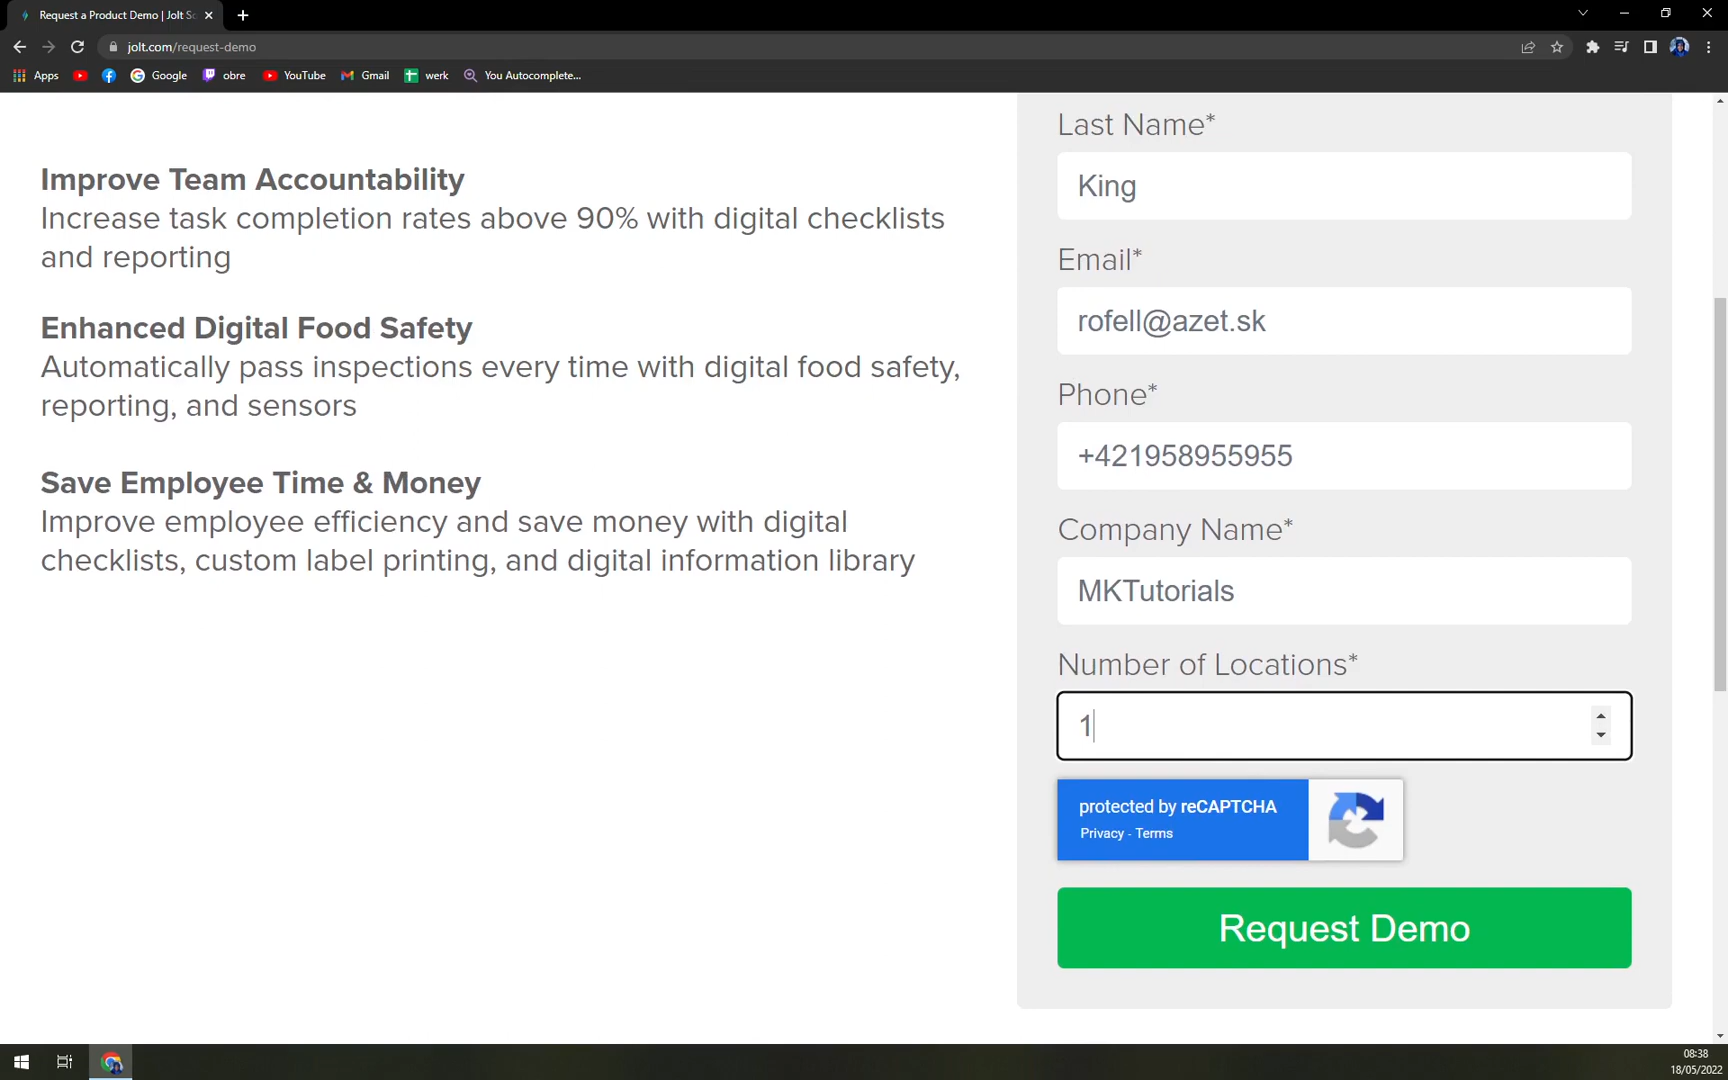 Request a Product Demo | Jolt So
jolt.com/request-demo
Apps
Google
obre
YouTube
Gmail
werk
You Autocomplete...
Improve Team Accountability
Increase task completion rates above 90% with digital checklists
and reporting
Enhanced Digital Food Safety
Automatically pass inspections every time with digital food safety,
reporting, and sensors
Save Employee Time & Money
Improve employee efficiency and save money with digital
checklists, custom label printing, and digital information library
Last Name*
King
Email*
rofell@azet.sk
Phone*
+421958955955
Company Name*
MKTutorials
Number of Locations*
1
protected by reCAPTCHA
Privacy - Terms
Request Demo
08:38
18/05/2022